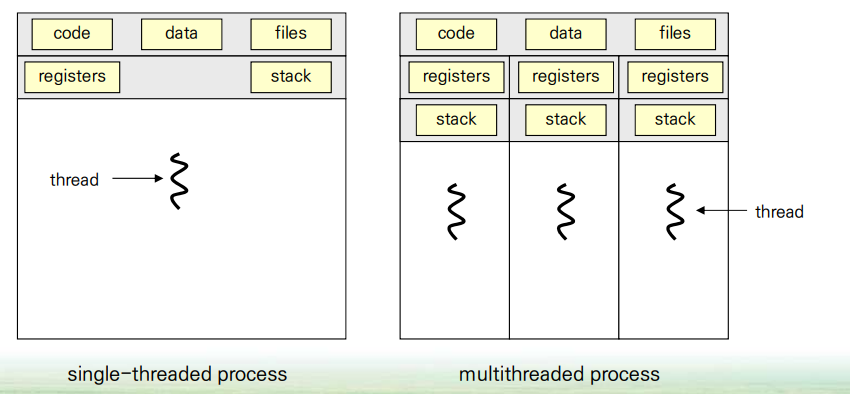 code data files code data files
registers stack registers registers registers
stack stack stack
thread
thread
single-threaded process multithreaded process